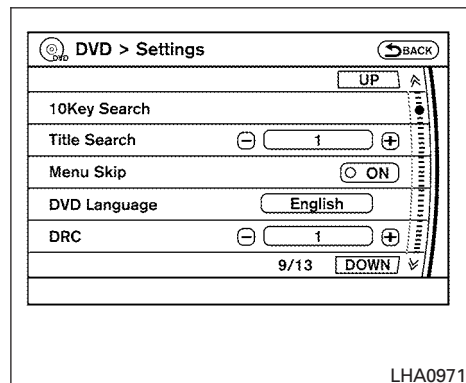 DVD DVD > Settings BACK
UP
10Key Search
Title Search − 1 +
Menu Skip ON
DVD Language English
DRC − 1 +
9/13 DOWN
LHA0971